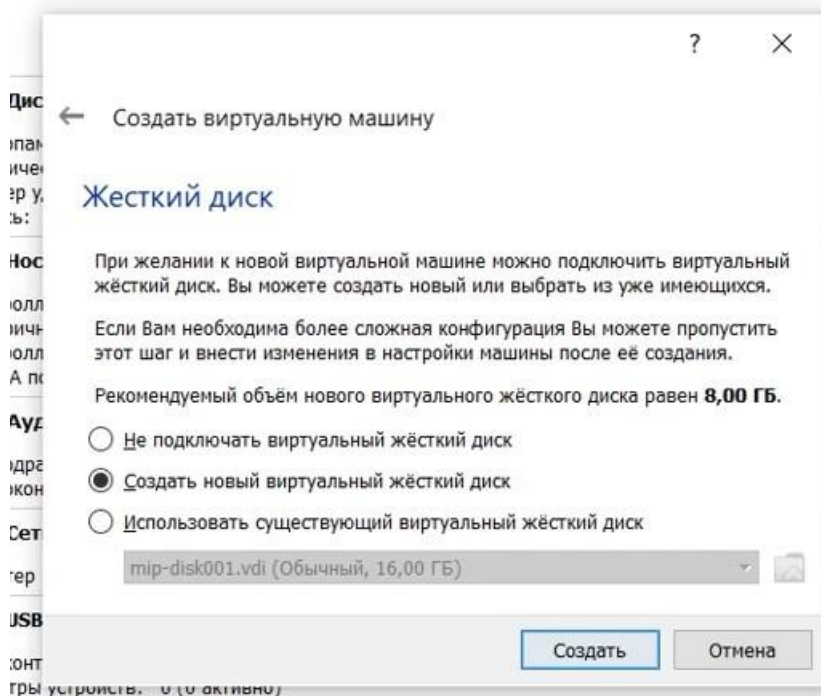 ?
Создать виртуальную машину
Жесткий диск
При желании к новой виртуальной машине можно подключить виртуальный
жёсткий диск. Вы можете создать новый или выбрать из уже имеющихся.
Если Вам необходима более сложная конфигурация Вы можете пропустить
этот шаг и внести изменения в настройки машины после её создания.
Рекомендуемый объём нового виртуального жёсткого диска равен 8,00 ГБ.
Не подключать виртуальный жёсткий диск
Создать новый виртуальный жёсткий диск
Использовать существующий виртуальный жёсткий диск
mip-disk001.vdi (Обычный, 16,00 ГБ)
Создать Отмена
USB